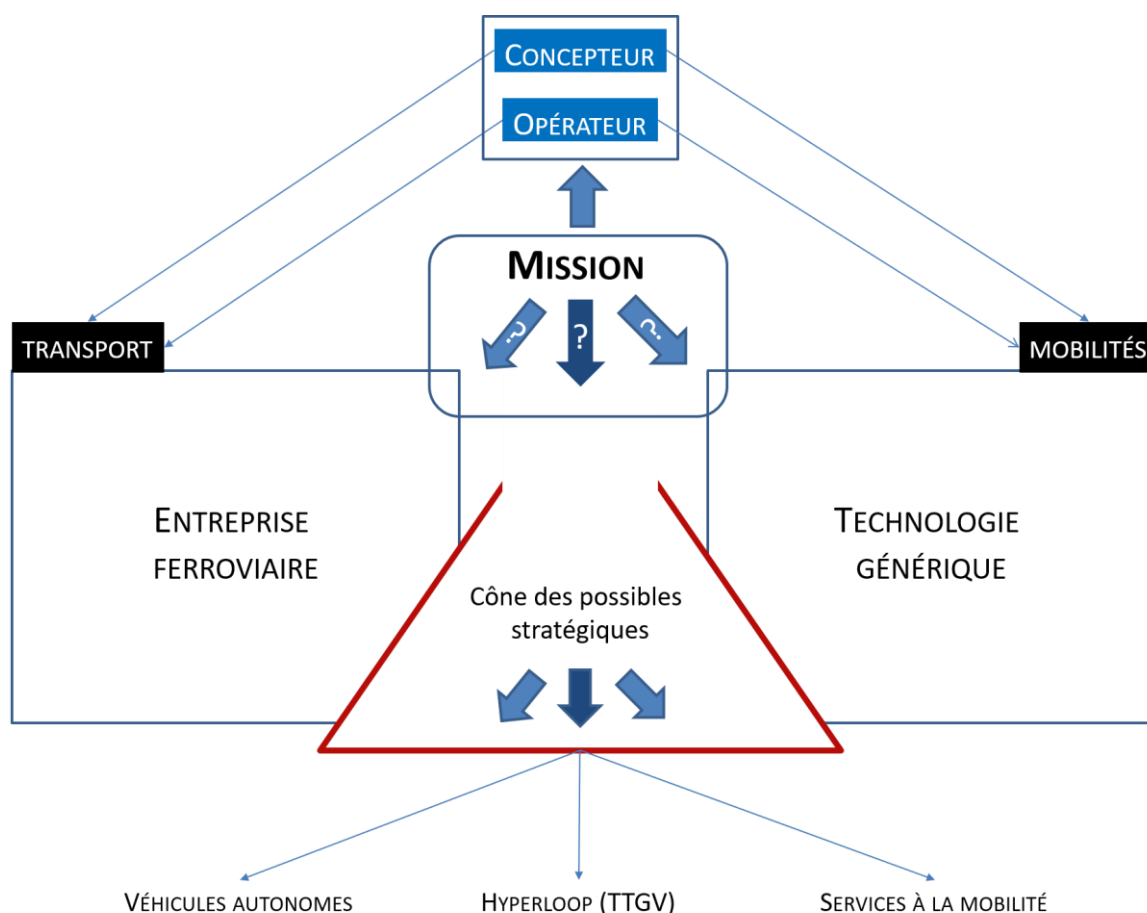 CONCEPTEUR
OPÉRATEUR
MISSION
? ? ?
TRANSPORT
MOBILITÉS
ENTREPRISE
FERROVIAIRE
TECHNOLOGIE
GÉNÉRIQUE
Cône des possibles
stratégiques
VÉHICULES AUTONOMES
HYPERLOOP (TTGV)
SERVICES À LA MOBILITÉ